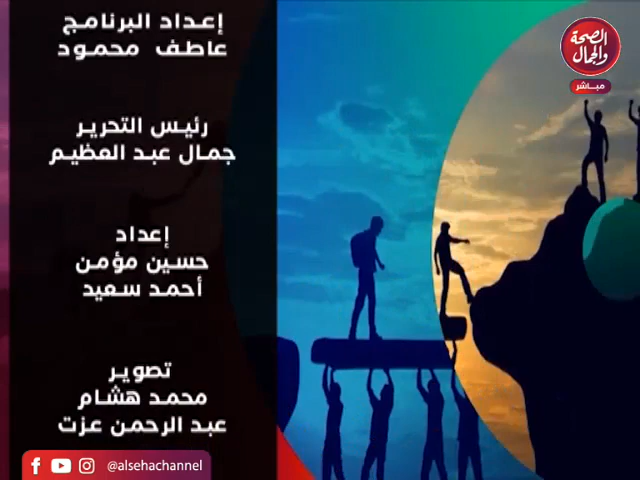 إعداد البرنامج
عاطف محمود
رئيس التحرير
جمال عبد العظيم
إعداد
حسين مؤمن
أحمد سعيد
تصوير
محمد هشام
عبد الرحمن عزت
الصحة
والجمال
مباشر
@alsehachannel